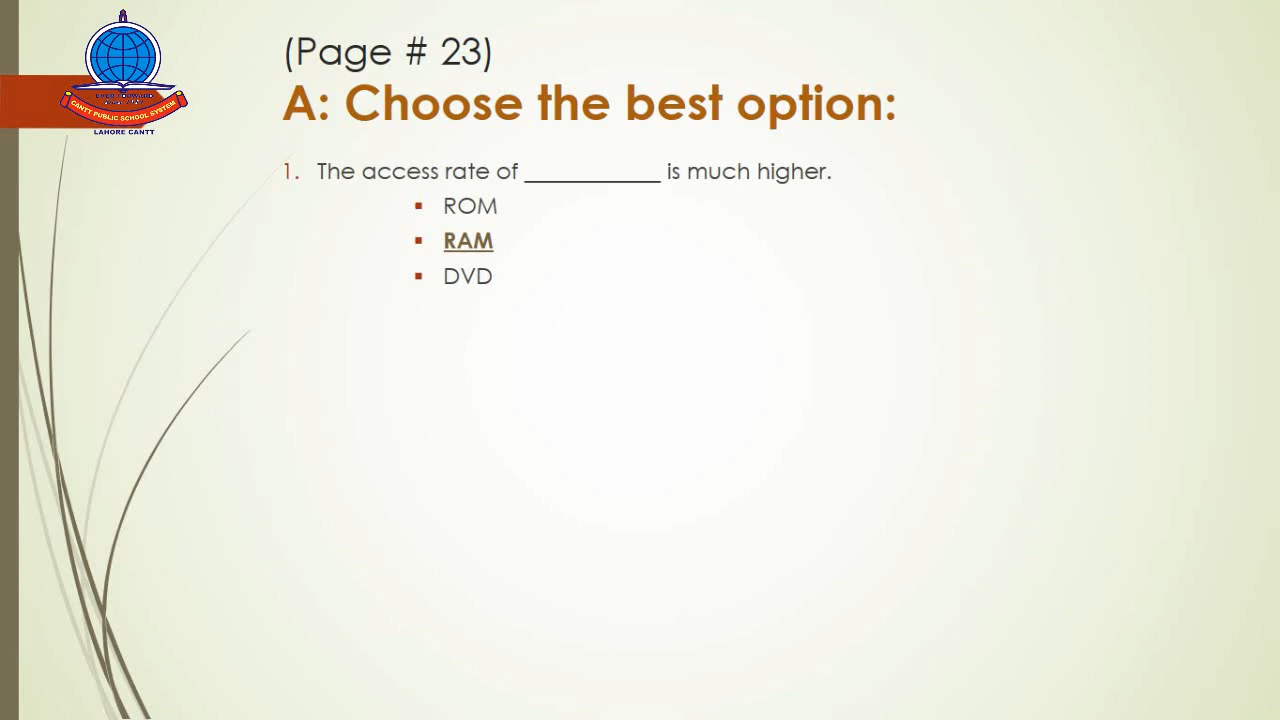 CANTT PUBLIC SCHOOL SYSTEM
LAHORE CANTT
(Page # 23)
A: Choose the best option:
1. The access rate of ____________ is much higher.
▪ ROM
▪ RAM
▪ DVD